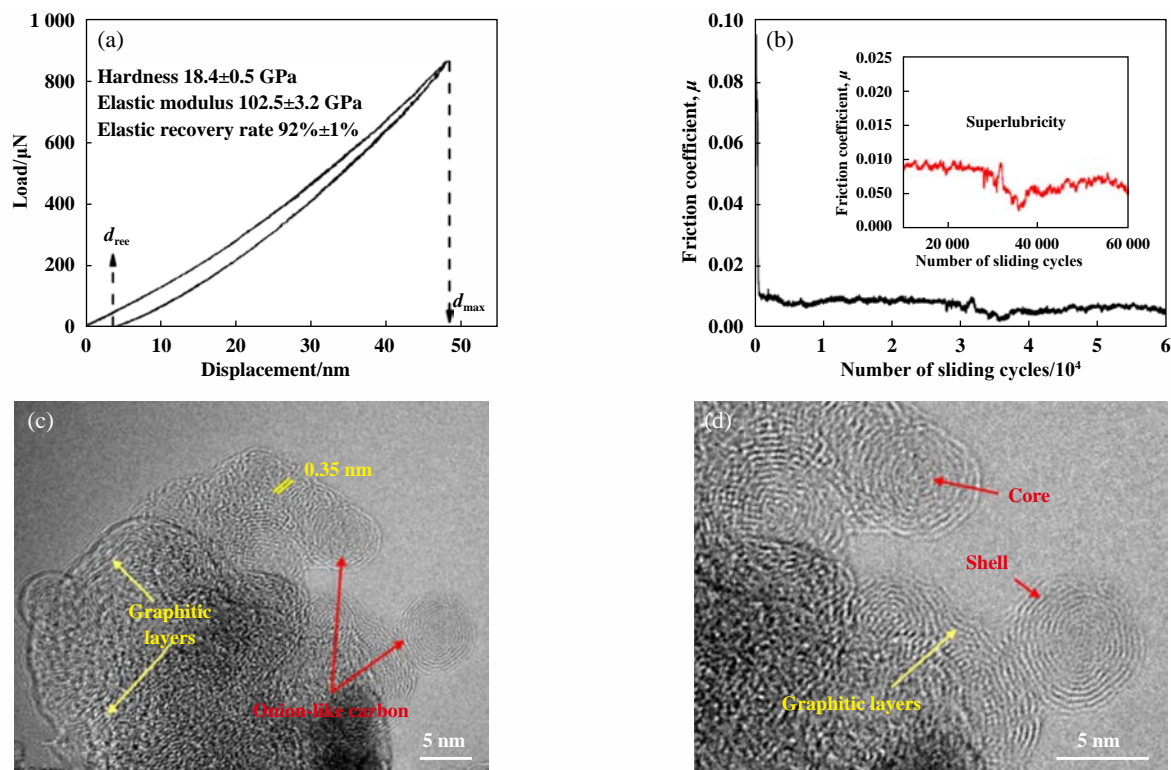 (a)
1 000
800
600
400
200
0
Load/μN
Hardness 18.4±0.5 GPa
Elastic modulus 102.5±3.2 GPa
Elastic recovery rate 92%±1%
d_ree
d_max
0 10 20 30 40 50
Displacement/nm
(b)
0.10
0.08
0.06
0.04
0.02
0.00
Friction coefficient, μ
0.025
0.020
0.015
0.010
0.050
0.000
Friction coefficient, μ
Superlubricity
20 000 40 000 60 000
Number of sliding cycles
0 1 2 3 4 5 6
Number of sliding cycles/10⁴
(c)
0.35 nm
Graphitic
layers
Onion-like carbon
5 nm
(d)
Core
Shell
Graphitic layers
5 nm